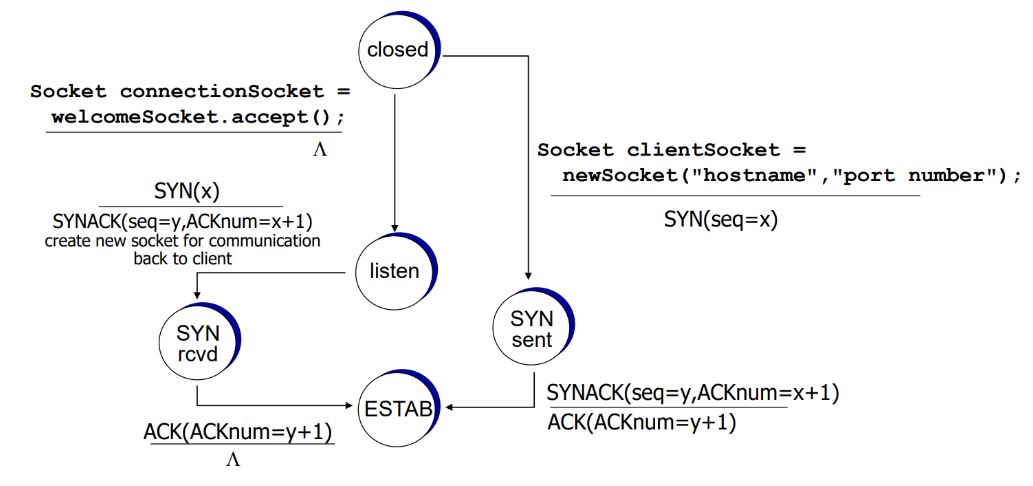 closed
Socket connectionSocket =
welcomeSocket.accept();
Λ
Socket clientSocket =
newSocket("hostname","port number");
SYN(seq=x)
SYN(x)
SYNACK(seq=y,ACKnum=x+1)
create new socket for communication
back to client
listen
SYN
rcvd
SYN
sent
ESTAB
SYNACK(seq=y,ACKnum=x+1)
ACK(ACKnum=y+1)
ACK(ACKnum=y+1)
Λ